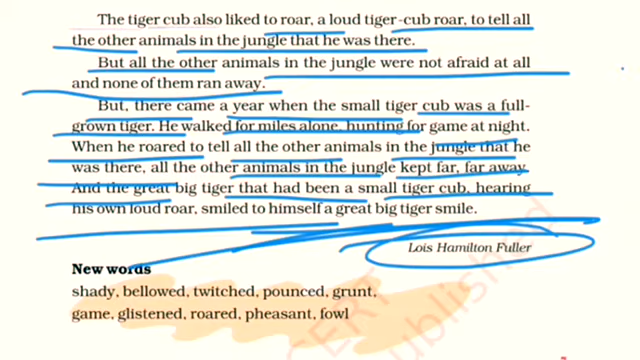 The tiger cub also liked to roar, a loud tiger-cub roar, to tell all
the other animals in the jungle that he was there.
But all the other animals in the jungle were not afraid at all
and none of them ran away.
But, there came a year when the small tiger cub was a full-
grown tiger. He walked for miles alone, hunting for game at night.
When he roared to tell all the other animals in the jungle that he
was there, all the other animals in the jungle kept far, far away.
And the great big tiger that had been a small tiger cub, hearing
his own loud roar, smiled to himself a great big tiger smile.
Lois Hamilton Fuller
New words
shady, bellowed, twitched, pounced, grunt,
game, glistened, roared, pheasant, fowl